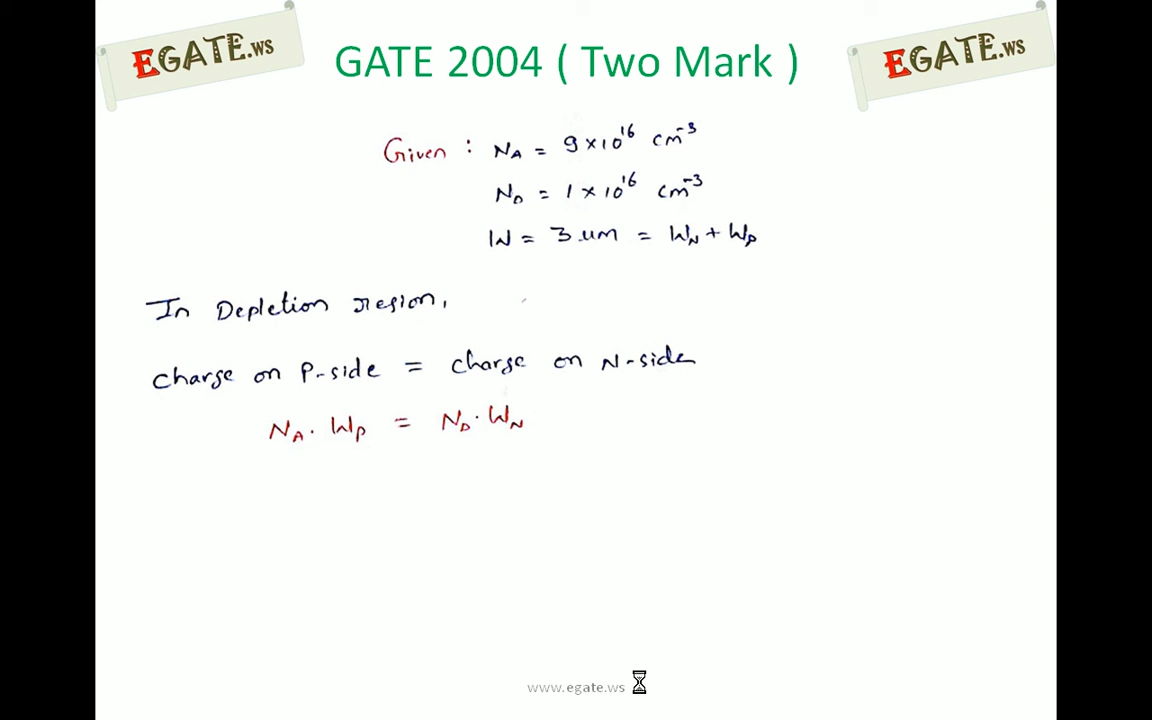 EGATE.ws
GATE 2004 ( Two Mark )
EGATE.ws
Given : NA = 9×10^16 cm^-3
ND = 1×10^16 cm^-3
W = 3 um = WN + WP
In Depletion region,
Charge on P-side = charge on N-side
NA . WP = ND . WN
www.egate.ws